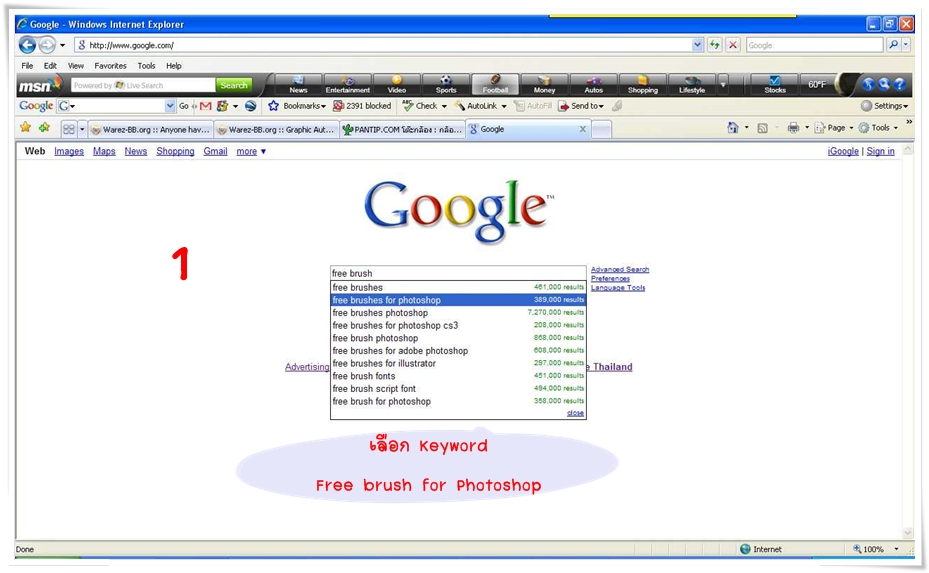 Google - Windows Internet Explorer
http://www.google.com/
Google
File Edit View Favorites Tools Help
msn Powered by Live Search Search News Entertainment Video Sports Football Money Autos Shopping Lifestyle Stocks 60°F
Google G Go Bookmarks 2391 blocked Check AutoLink AutoFill Send to Settings
Warez-BB.org :: Anyone hav... Warez-BB.org :: Graphic Aut... PANTIP.COM โต๊ะกล้อง : กล้อ... Google X Page Tools
Web Images Maps News Shopping Gmail more iGoogle | Sign in
Google™
1
free brush
Advanced Search
Preferences
Language Tools
free brushes 461,000 results
free brushes for photoshop 389,000 results
free brushes photoshop 7,270,000 results
free brushes for photoshop cs3 208,000 results
free brush photoshop 868,000 results
free brushes for adobe photoshop 608,000 results
free brushes for illustrator 297,000 results
free brush fonts 451,000 results
free brush script font 494,000 results
free brush for photoshop 358,000 results
close
Advertising e Thailand
เลือก Keyword
Free brush for Photoshop
Done Internet 100%